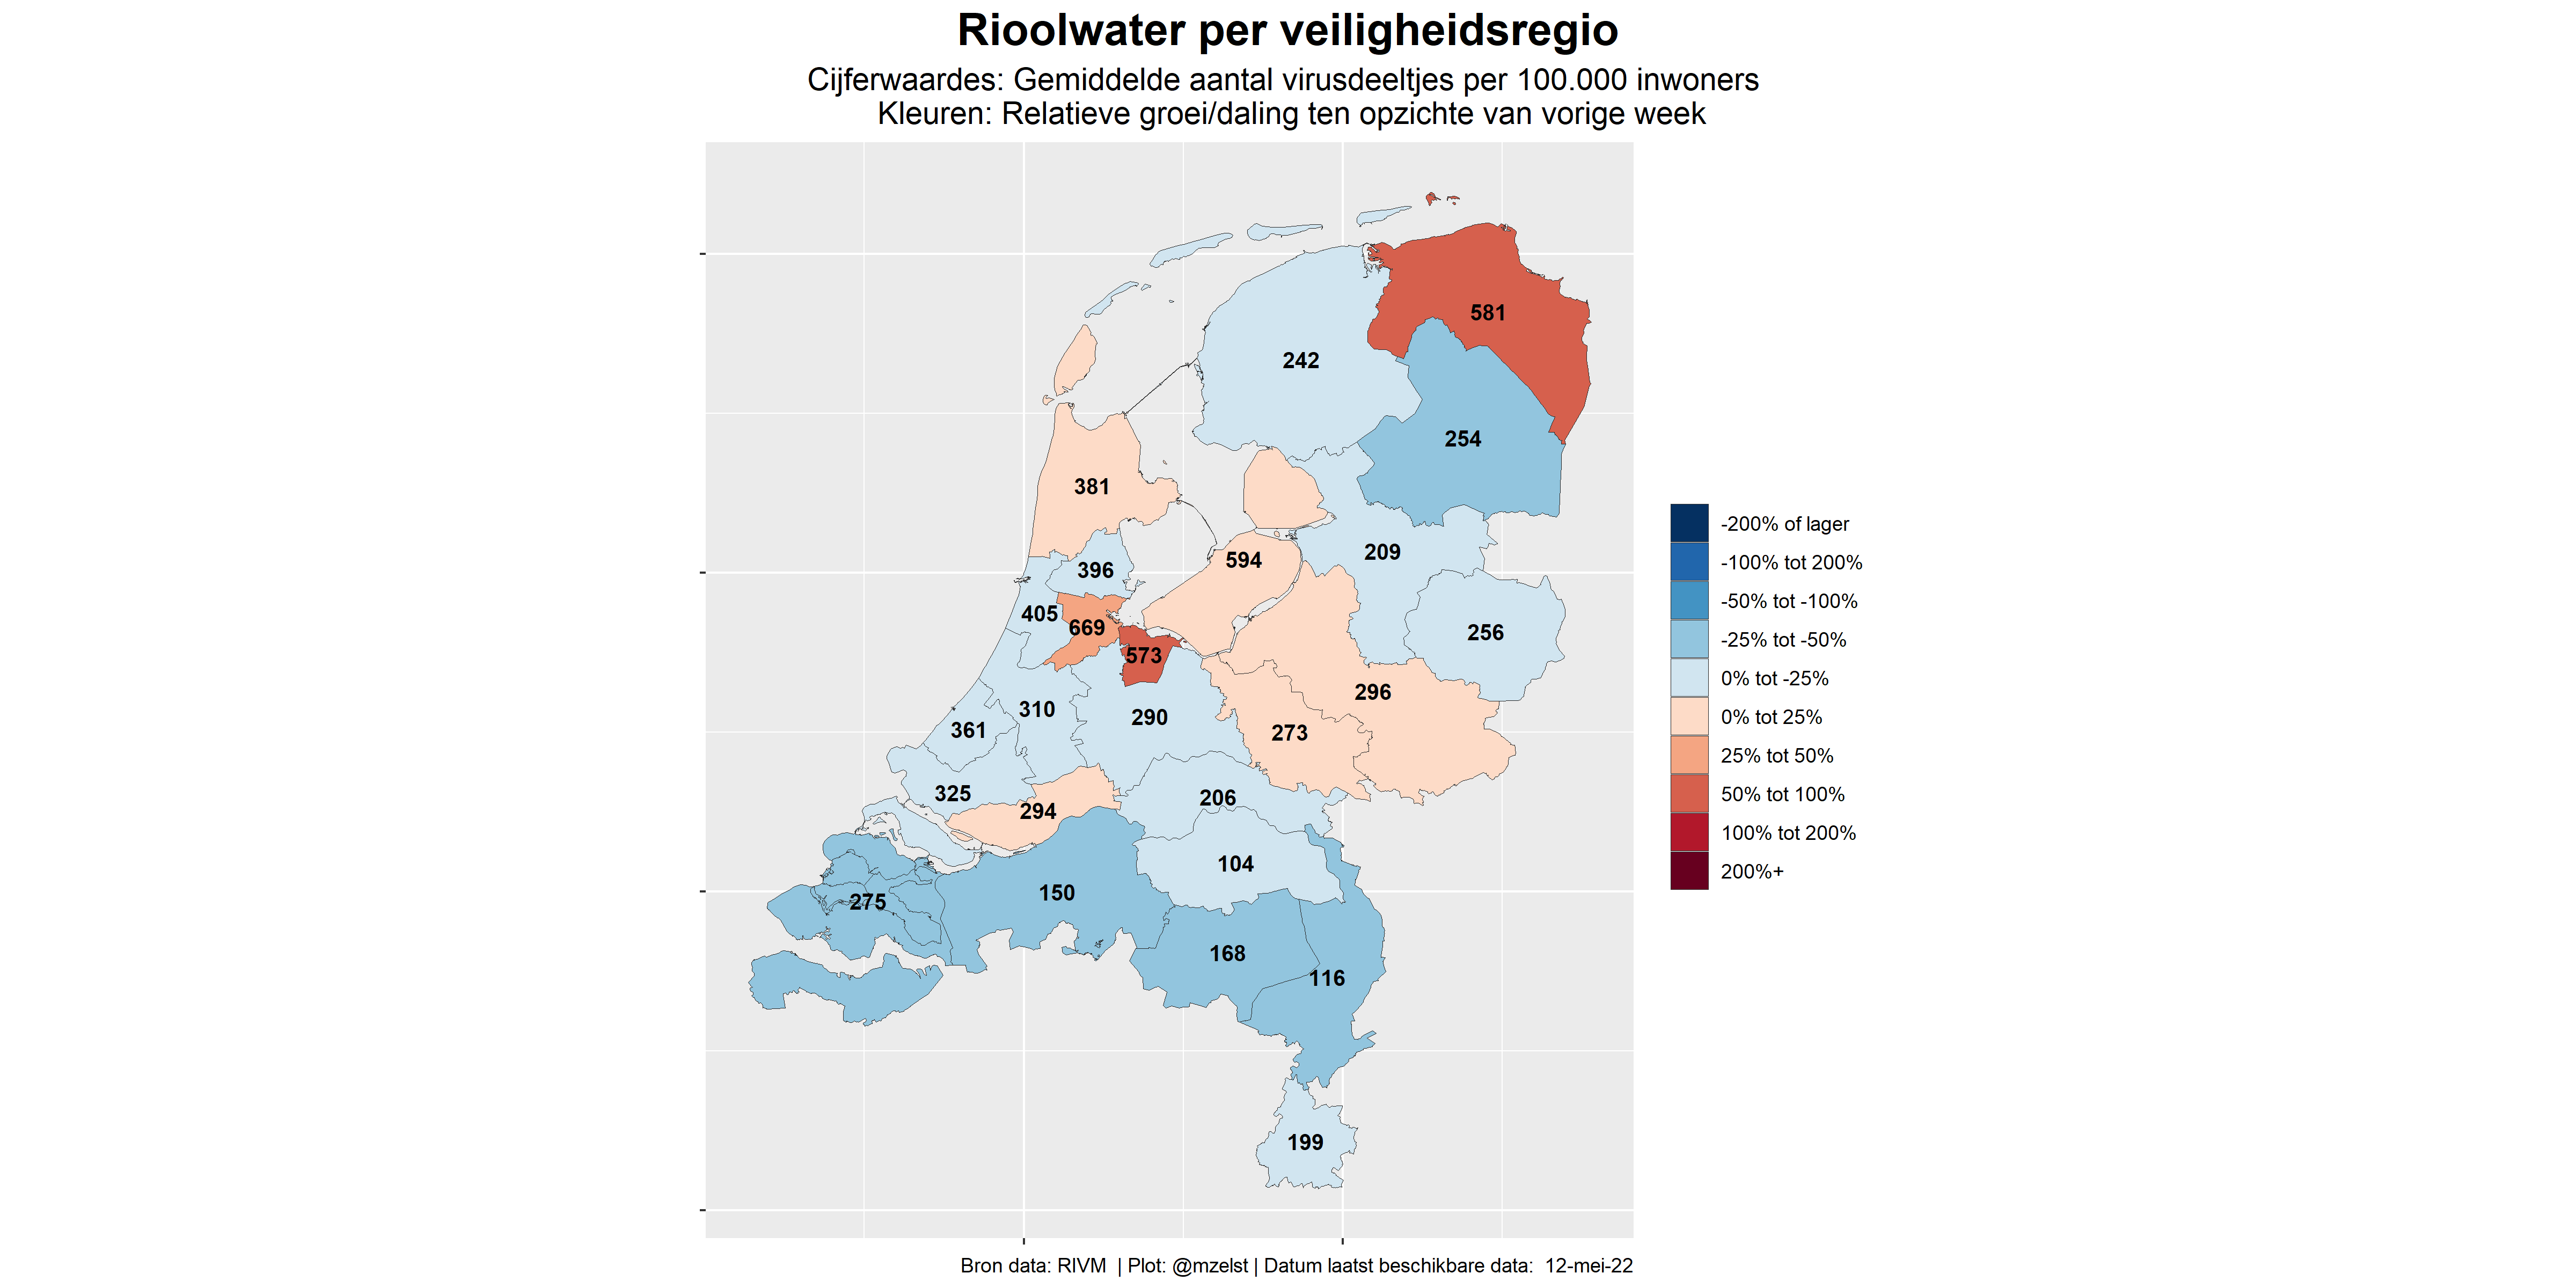 Rioolwater per veiligheidsregio
Cijferwaardes: Gemiddelde aantal virusdeeltjes per 100.000 inwoners
Kleuren: Relatieve groei/daling ten opzichte van vorige week
581
242
254
381
209
594
396
405
669
256
573
296
310
290
361
273
325
206
294
104
150
275
168
116
199
-200% of lager
-100% tot 200%
-50% tot -100%
-25% tot -50%
0% tot -25%
0% tot 25%
25% tot 50%
50% tot 100%
100% tot 200%
200%+
Bron data: RIVM | Plot: @mzelst | Datum laatst beschikbare data: 12-mei-22